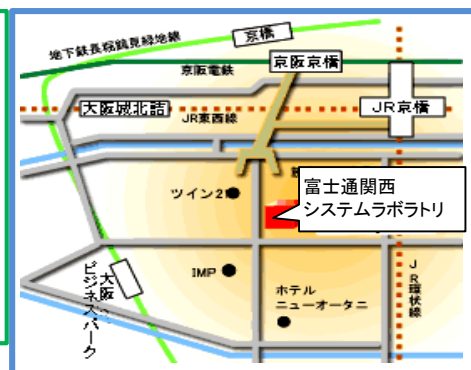 京橋
地下鉄長堀鶴見緑地線
京阪電鉄
京阪京橋
大阪城北詰
JR東西線
JR京橋
富士通関西
システムラボラトリ
ツイン21
IMP
ホテル
ニューオータニ
JR環状線
大阪
ビジネス・パーク